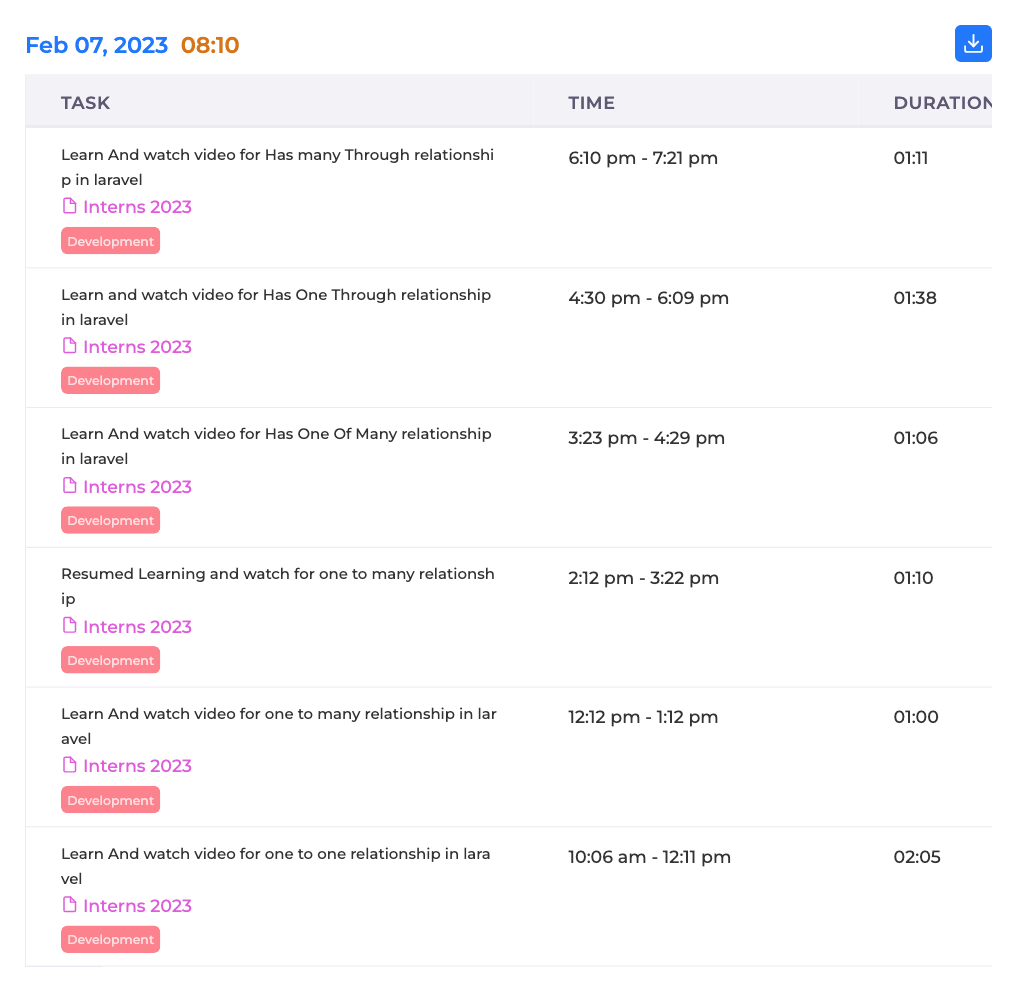 Feb 07, 2023 08:10
TASK TIME DURATION
Learn And watch video for Has many Through relationshi 6:10 pm - 7:21 pm 01:11
p in laravel
Interns 2023
Development
Learn and watch video for Has One Through relationship 4:30 pm - 6:09 pm 01:38
in laravel
Interns 2023
Development
Learn And watch video for Has One Of Many relationship 3:23 pm - 4:29 pm 01:06
in laravel
Interns 2023
Development
Resumed Learning and watch for one to many relationsh 2:12 pm - 3:22 pm 01:10
ip
Interns 2023
Development
Learn And watch video for one to many relationship in lar 12:12 pm - 1:12 pm 01:00
avel
Interns 2023
Development
Learn And watch video for one to one relationship in lara 10:06 am - 12:11 pm 02:05
vel
Interns 2023
Development